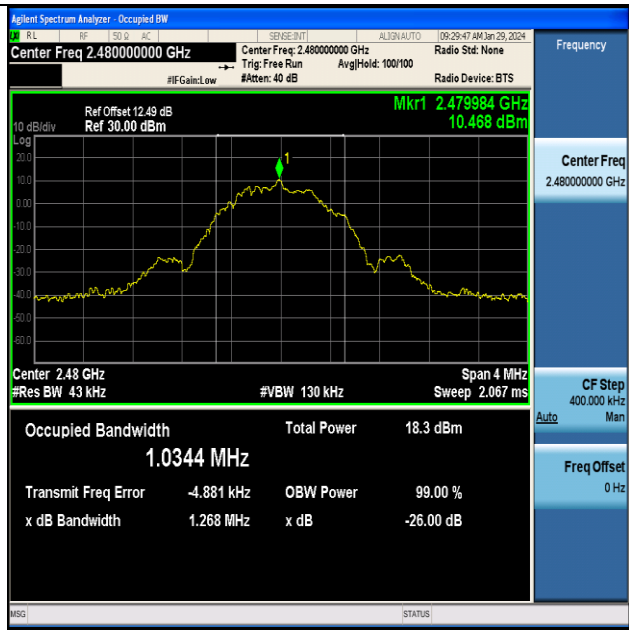 Agilent Spectrum Analyzer - Occupied BW
RL RF 50 Ω AC SENSE:INT ALIGN AUTO 09:29:47 AM Jan 29, 2024
Center Freq 2.480000000 GHz Center Freq: 2.480000000 GHz Radio Std: None Frequency
Trig: Free Run Avg|Hold: 100/100
#IFGain:Low #Atten: 40 dB Radio Device: BTS
Ref Offset 12.49 dB Mkr1 2.479984 GHz
10 dB/div Ref 30.00 dBm 10.468 dBm
Log
20.0
10.0
0.00
-10.0
-20.0
-30.0
-40.0
-50.0
-60.0
1
Center 2.48 GHz Span 4 MHz
#Res BW 43 kHz #VBW 130 kHz Sweep 2.067 ms
Occupied Bandwidth Total Power 18.3 dBm
1.0344 MHz
Transmit Freq Error -4.881 kHz OBW Power 99.00 %
x dB Bandwidth 1.268 MHz x dB -26.00 dB
Center Freq
2.480000000 GHz
CF Step
400.000 kHz
Auto Man
Freq Offset
0 Hz
MSG STATUS